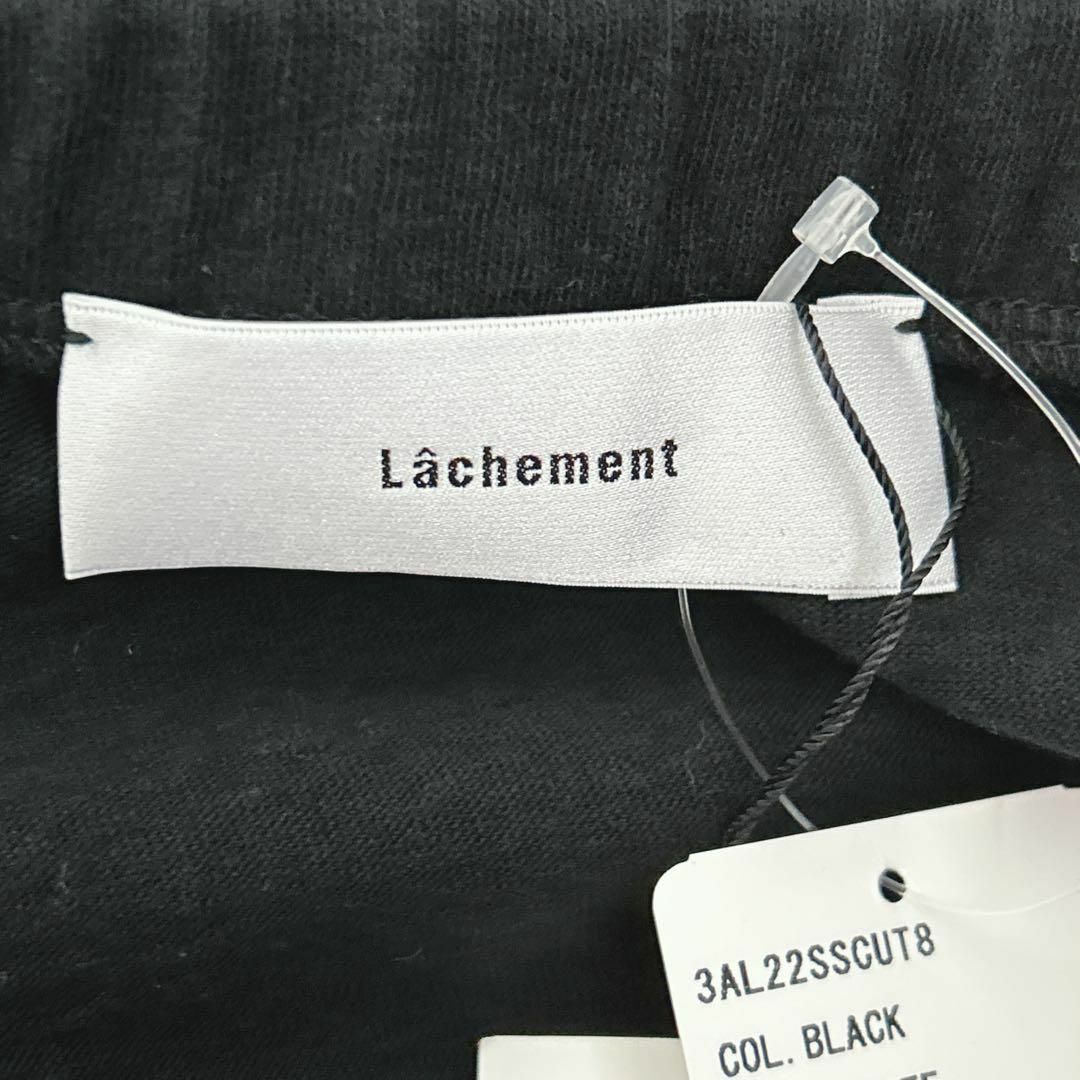 Lâchement
3AL22SSCUT8
COL. BLACK